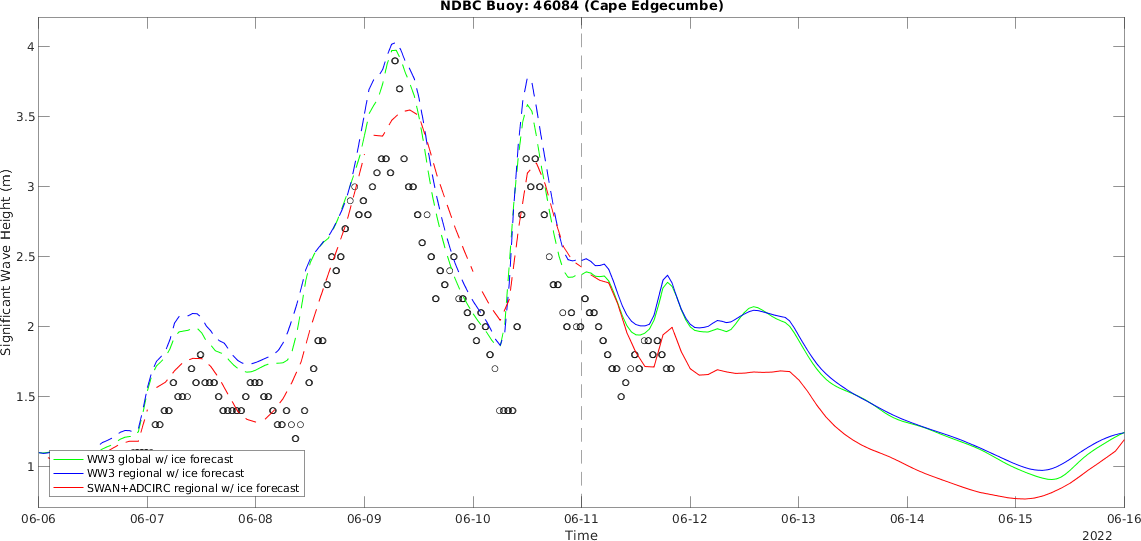 NDBC Buoy: 46084 (Cape Edgecumbe)
Significant Wave Height (m)
4
3.5
3
2.5
2
1.5
1
WW3 global w/ ice forecast
WW3 regional w/ ice forecast
SWAN+ADCIRC regional w/ ice forecast
06-06 06-07 06-08 06-09 06-10 06-11 06-12 06-13 06-14 06-15 06-16
Time
2022